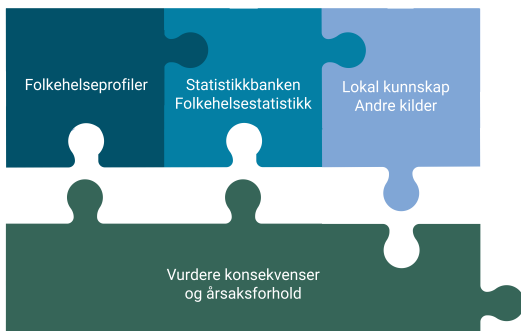 Folkehelseprofiler
Statistikkbanken
Folkehelsestatistikk
Lokal kunnskap
Andre kilder
Vurdere konsekvenser
og årsaksforhold